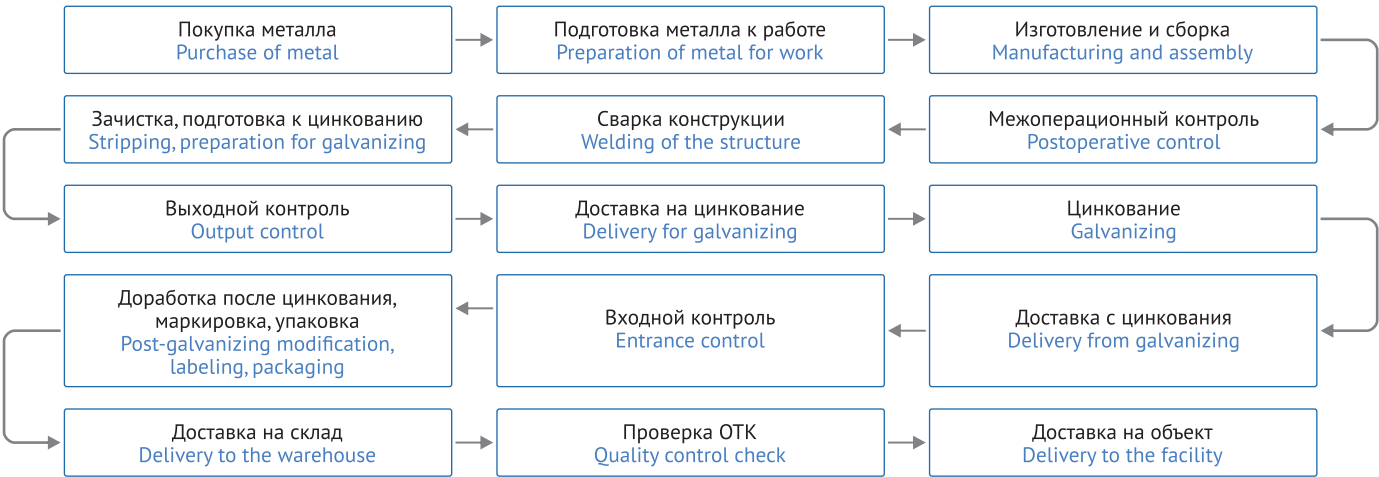 Покупка металла
Purchase of metal
Подготовка металла к работе
Preparation of metal for work
Изготовление и сборка
Manufacturing and assembly
Межоперационный контроль
Postoperative control
Сварка конструкции
Welding of the structure
Зачистка, подготовка к цинкованию
Stripping, preparation for galvanizing
Выходной контроль
Output control
Доставка на цинкование
Delivery for galvanizing
Цинкование
Galvanizing
Доставка с цинкования
Delivery from galvanizing
Входной контроль
Entrance control
Доработка после цинкования,
маркировка, упаковка
Post-galvanizing modification,
labeling, packaging
Доставка на склад
Delivery to the warehouse
Проверка ОТК
Quality control check
Доставка на объект
Delivery to the facility